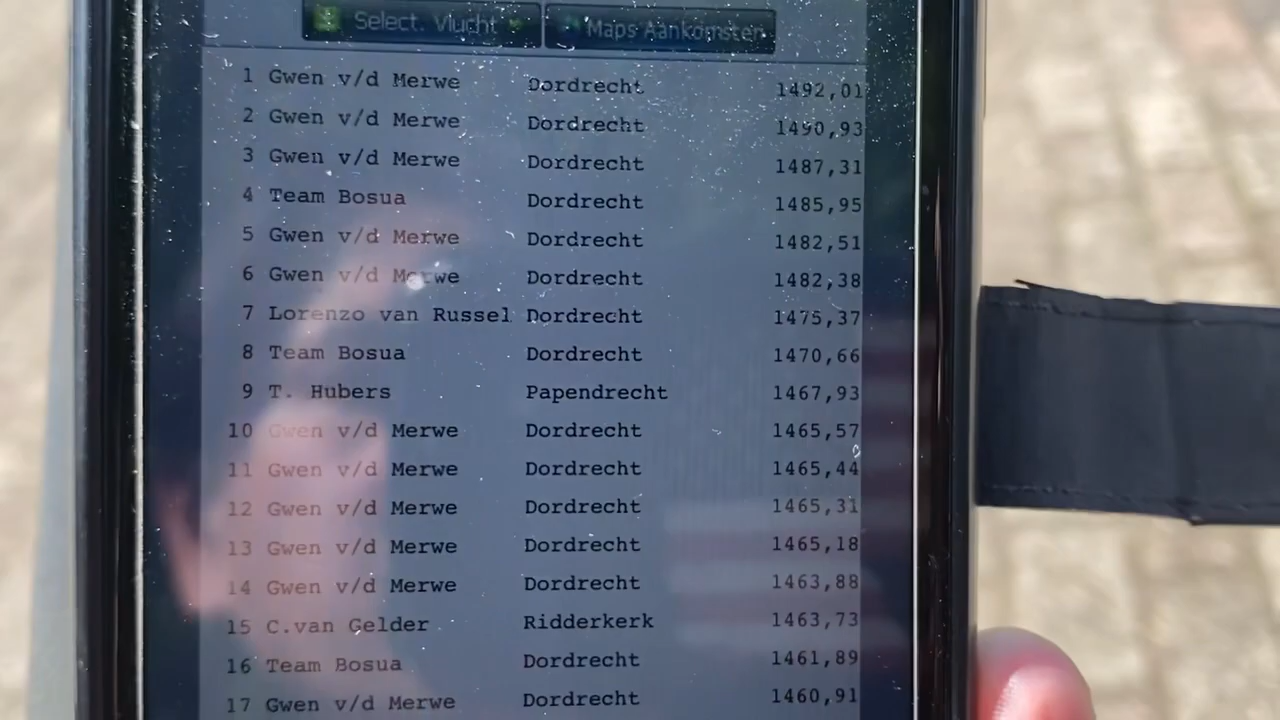 Select. Vlucht Maps Aankomsten
1 Gwen v/d Merwe Dordrecht 1492,01
2 Gwen v/d Merwe Dordrecht 1490,93
3 Gwen v/d Merwe Dordrecht 1487,31
4 Team Bosua Dordrecht 1485,95
5 Gwen v/d Merwe Dordrecht 1482,51
6 Gwen v/d Merwe Dordrecht 1482,38
7 Lorenzo van Russel Dordrecht 1475,37
8 Team Bosua Dordrecht 1470,66
9 T. Hubers Papendrecht 1467,93
10 Gwen v/d Merwe Dordrecht 1465,57
11 Gwen v/d Merwe Dordrecht 1465,44
12 Gwen v/d Merwe Dordrecht 1465,31
13 Gwen v/d Merwe Dordrecht 1465,18
14 Gwen v/d Merwe Dordrecht 1463,88
15 C.van Gelder Ridderkerk 1463,73
16 Team Bosua Dordrecht 1461,89
17 Gwen v/d Merwe Dordrecht 1460,91